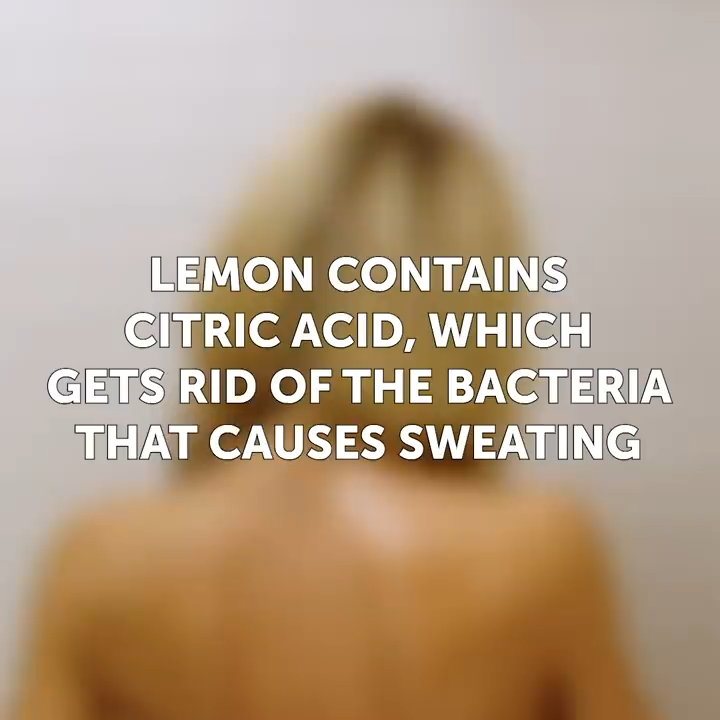 LEMON CONTAINS
CITRIC ACID, WHICH
GETS RID OF THE BACTERIA
THAT CAUSES SWEATING